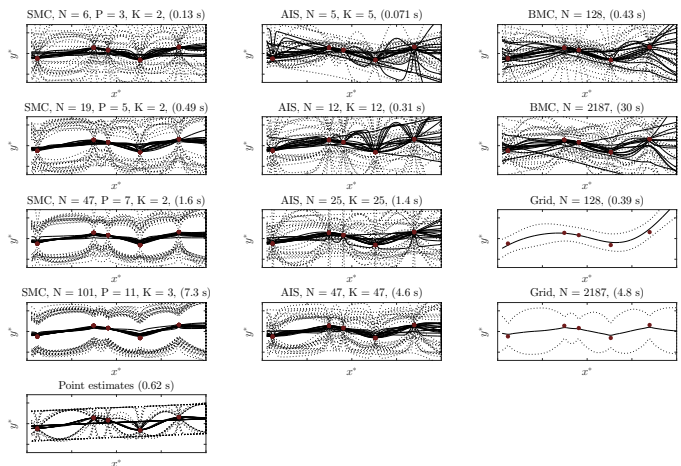 SMC, N = 6, P = 3, K = 2, (0.13 s)
AIS, N = 5, K = 5, (0.071 s)
BMC, N = 128, (0.43 s)
y*
y*
y*
x*
x*
x*
SMC, N = 19, P = 5, K = 2, (0.49 s)
AIS, N = 12, K = 12, (0.31 s)
BMC, N = 2187, (30 s)
y*
y*
y*
x*
x*
x*
SMC, N = 47, P = 7, K = 2, (1.6 s)
AIS, N = 25, K = 25, (1.4 s)
Grid, N = 128, (0.39 s)
y*
y*
y*
x*
x*
x*
SMC, N = 101, P = 11, K = 3, (7.3 s)
AIS, N = 47, K = 47, (4.6 s)
Grid, N = 2187, (4.8 s)
y*
y*
y*
x*
x*
x*
Point estimates (0.62 s)
y*
x*